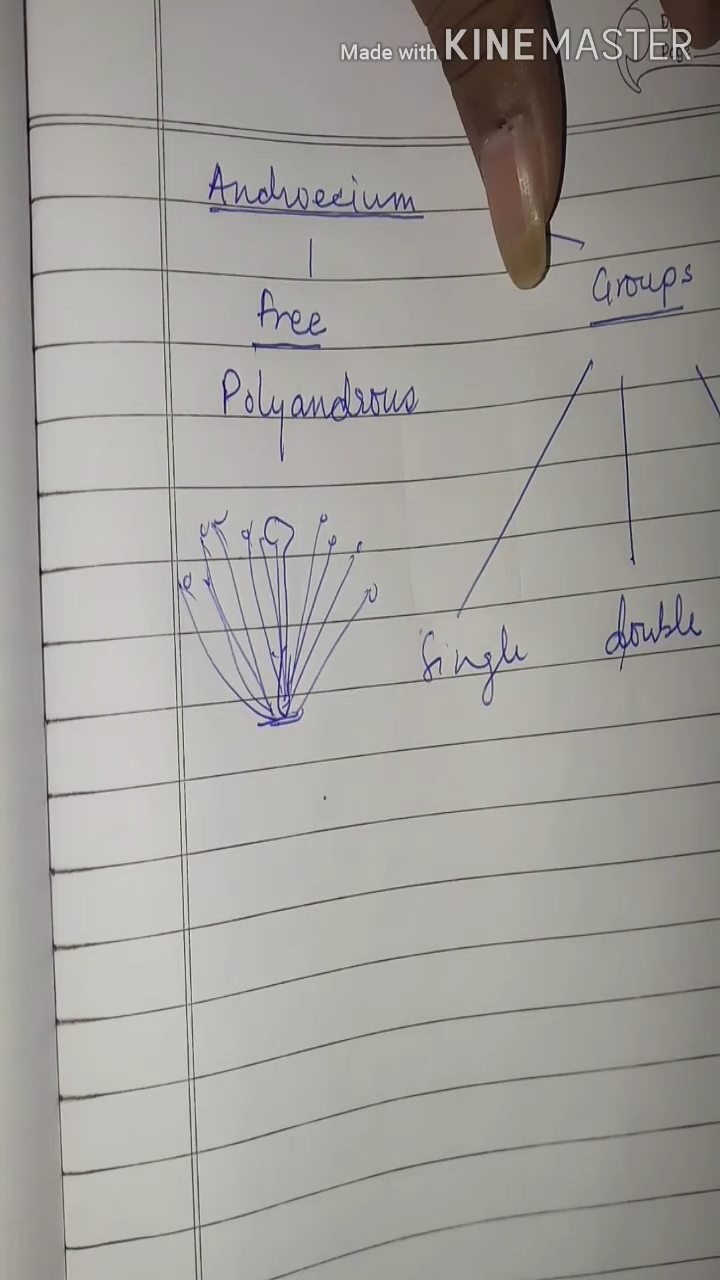 Made with KINEMASTER
Androecium
Groups
free
Polyandrous
Single
double